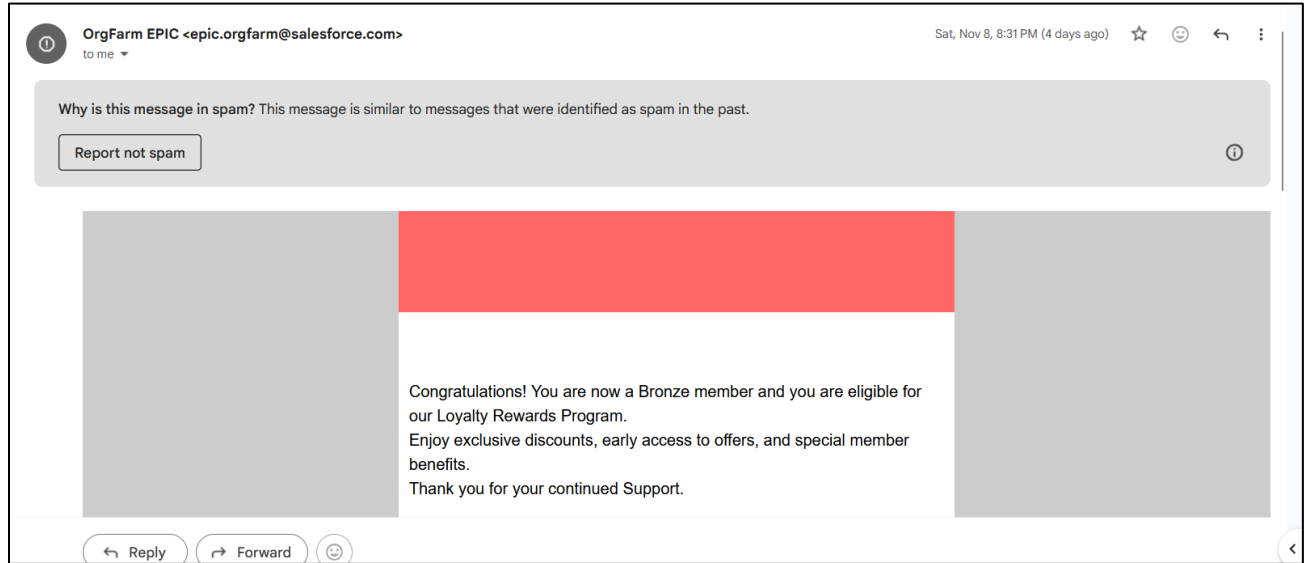 OrgFarm EPIC <epic.orgfarm@salesforce.com>
Sat, Nov 8, 8:31 PM (4 days ago)
to me
Why is this message in spam? This message is similar to messages that were identified as spam in the past.
Report not spam
Congratulations! You are now a Bronze member and you are eligible for
our Loyalty Rewards Program.
Enjoy exclusive discounts, early access to offers, and special member
benefits.
Thank you for your continued Support.
Reply
Forward